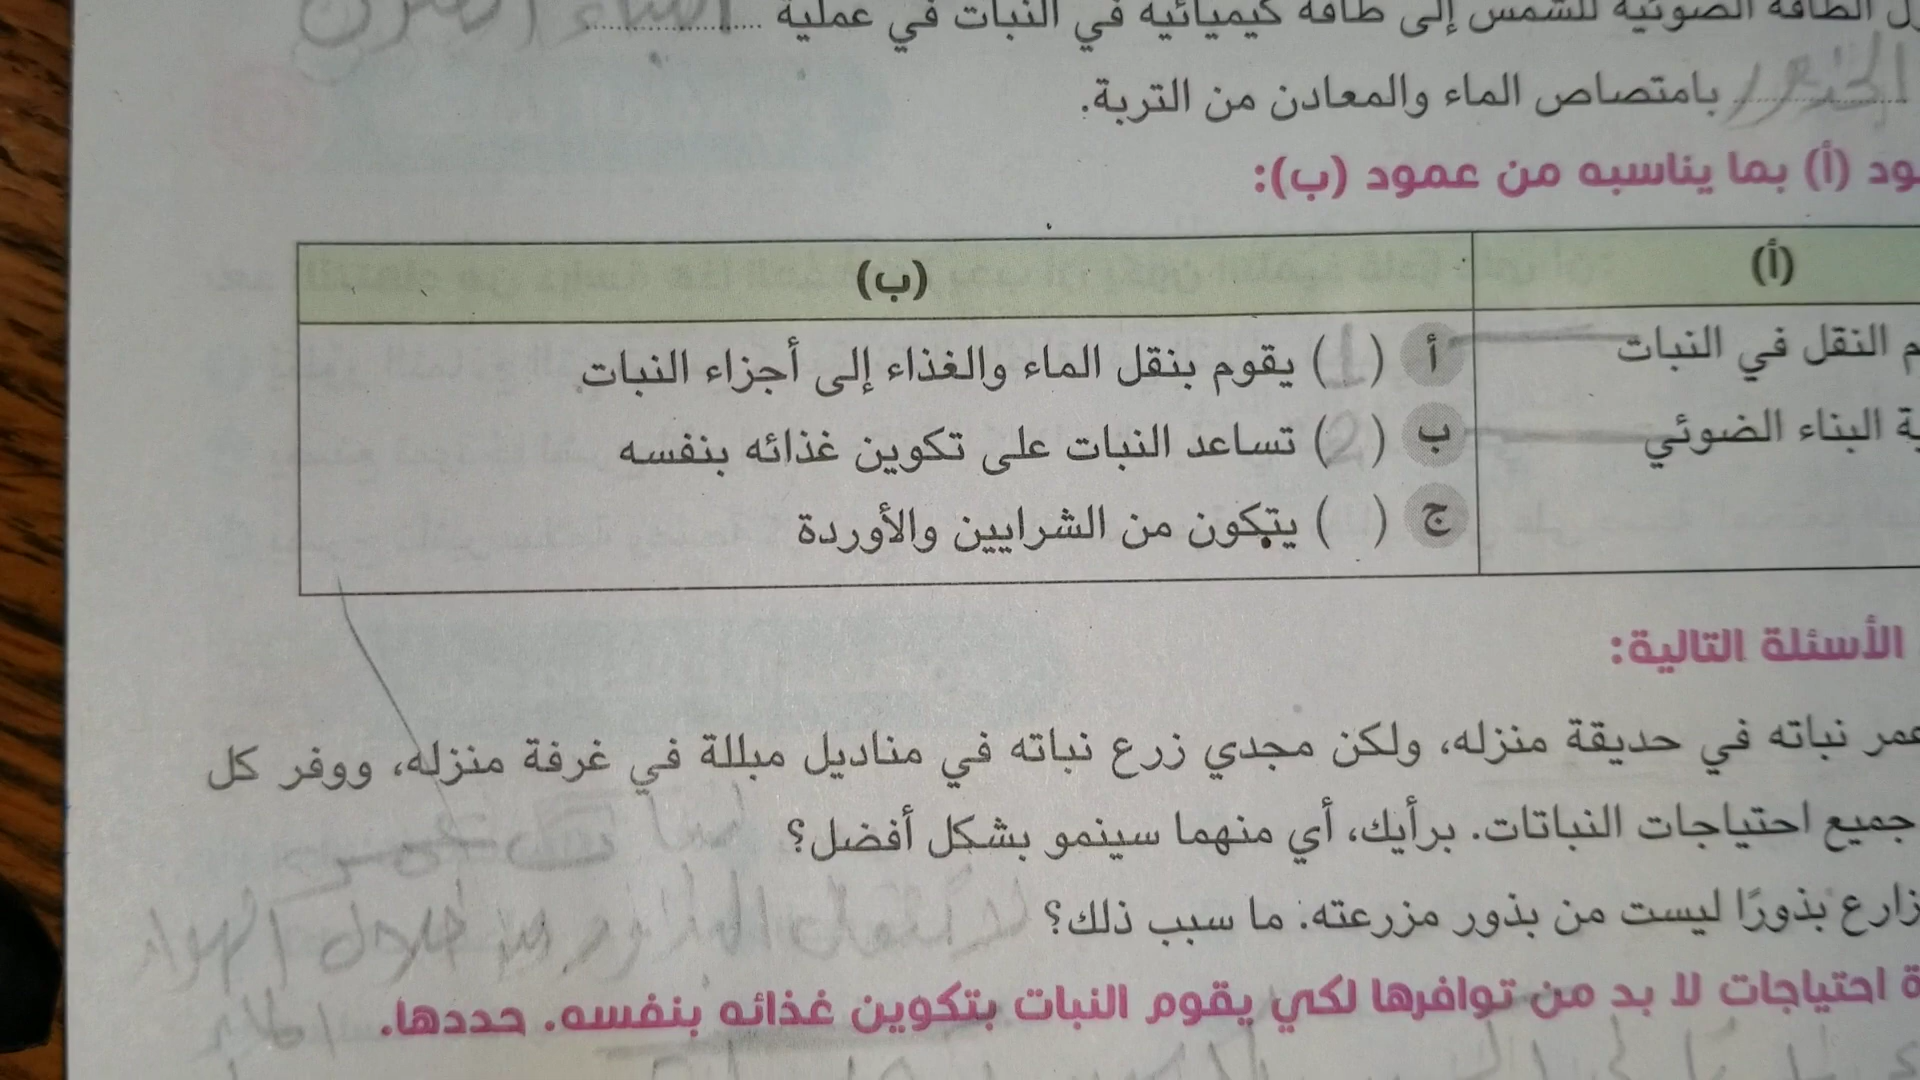 الطاقة الضوئية للشمس إلى طاقة كيميائية في النبات في عملية
بامتصاص الماء والمعادن من التربة.
(أ) بما يناسبه من عمود (ب):
(أ) (ب)
النقل في النبات أ (1) يقوم بنقل الماء والغذاء إلى أجزاء النبات
البناء الضوئي ب (2) تساعد النبات على تكوين غذائه بنفسه
ج ( ) يتكون من الشرايين والأوردة
الأسئلة التالية:
نباته في حديقة منزله، ولكن مجدي زرع نباته في مناديل مبللة في غرفة منزله، ووفر كل
جميع احتياجات النباتات. برأيك، أي منهما سينمو بشكل أفضل؟
بذورًا ليست من بذور مزرعته. ما سبب ذلك؟
خلال الهواء
احتياجات لا بد من توافرها لكي يقوم النبات بتكوين غذائه بنفسه. حددها.